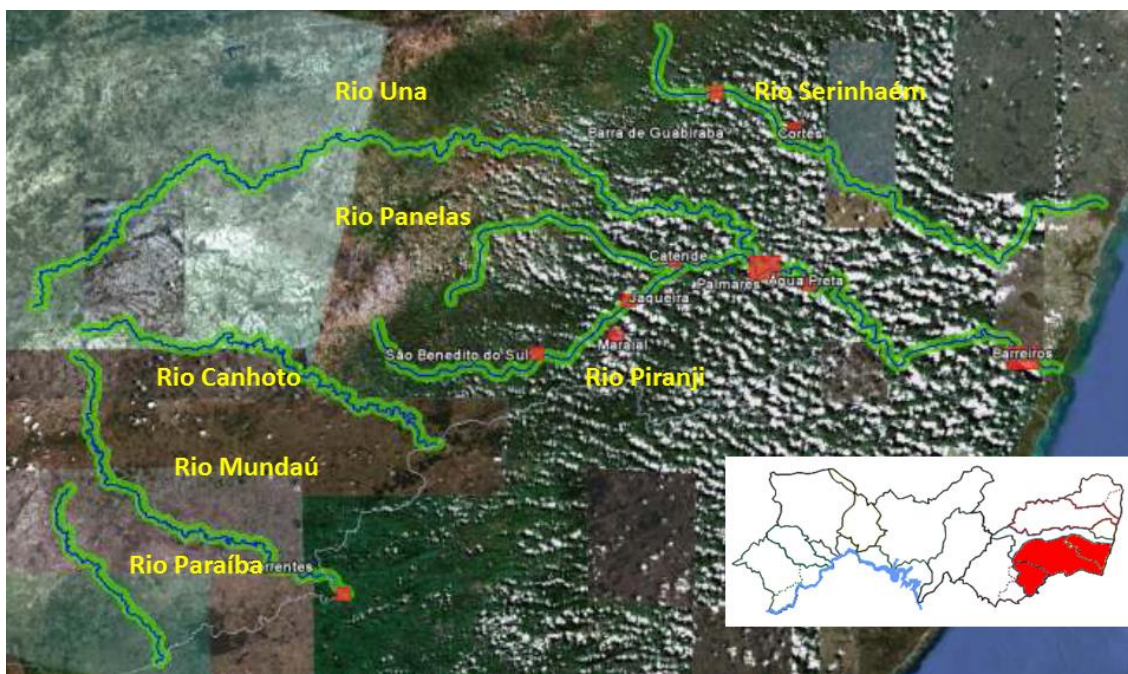 Rio Una
Rio Serinhaém
Barra de Guabiraba
Cortês
Rio Panelas
Catende
Palmares
Água Preta
Jaqueira
Maraial
São Benedito do Sul
Barreiros
Rio Canhoto
Rio Piranji
Rio Mundaú
Rio Paraíba